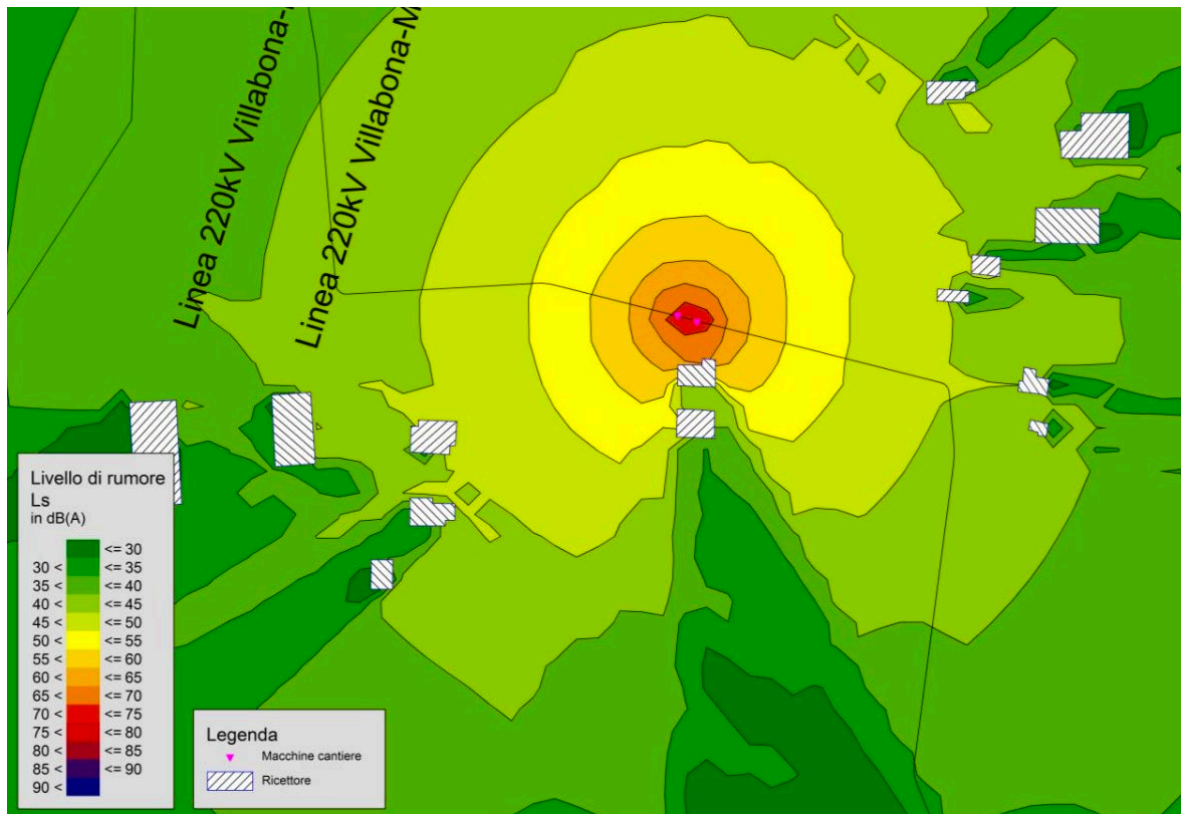 Linea 220kV Villabona-
Linea 220kV Villabona-M
Livello di rumore
Ls
in dB(A)
<= 30
30 < <= 35
35 < <= 40
40 < <= 45
45 < <= 50
50 < <= 55
55 < <= 60
60 < <= 65
65 < <= 70
70 < <= 75
75 < <= 80
80 < <= 85
85 < <= 90
90 <
Legenda
Macchine cantiere
Ricettore